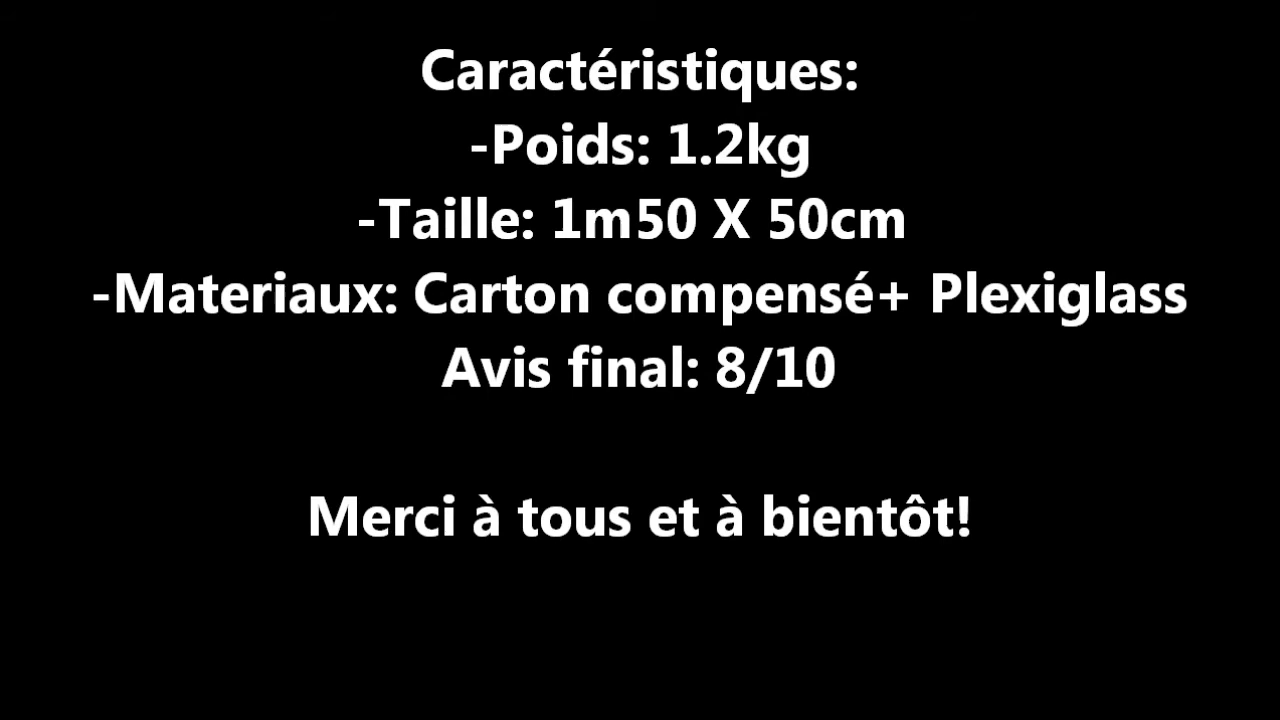 Caractéristiques:
-Poids: 1.2kg
-Taille: 1m50 X 50cm
-Materiaux: Carton compensé+ Plexiglass
Avis final: 8/10
Merci à tous et à bientôt!